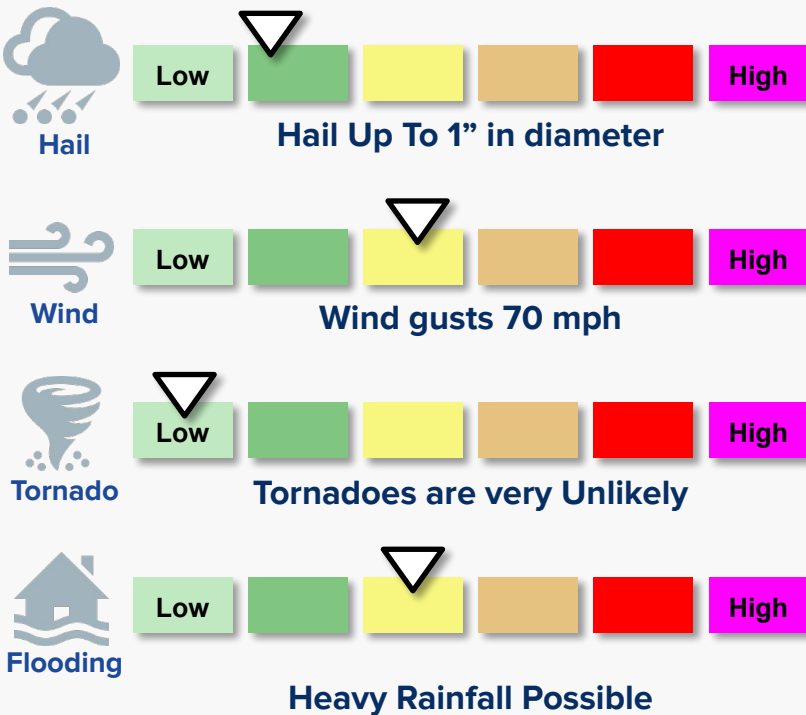 Low High
Hail Hail Up To 1” in diameter
Low High
Wind Wind gusts 70 mph
Low High
Tornado Tornadoes are very Unlikely
Low High
Flooding
Heavy Rainfall Possible